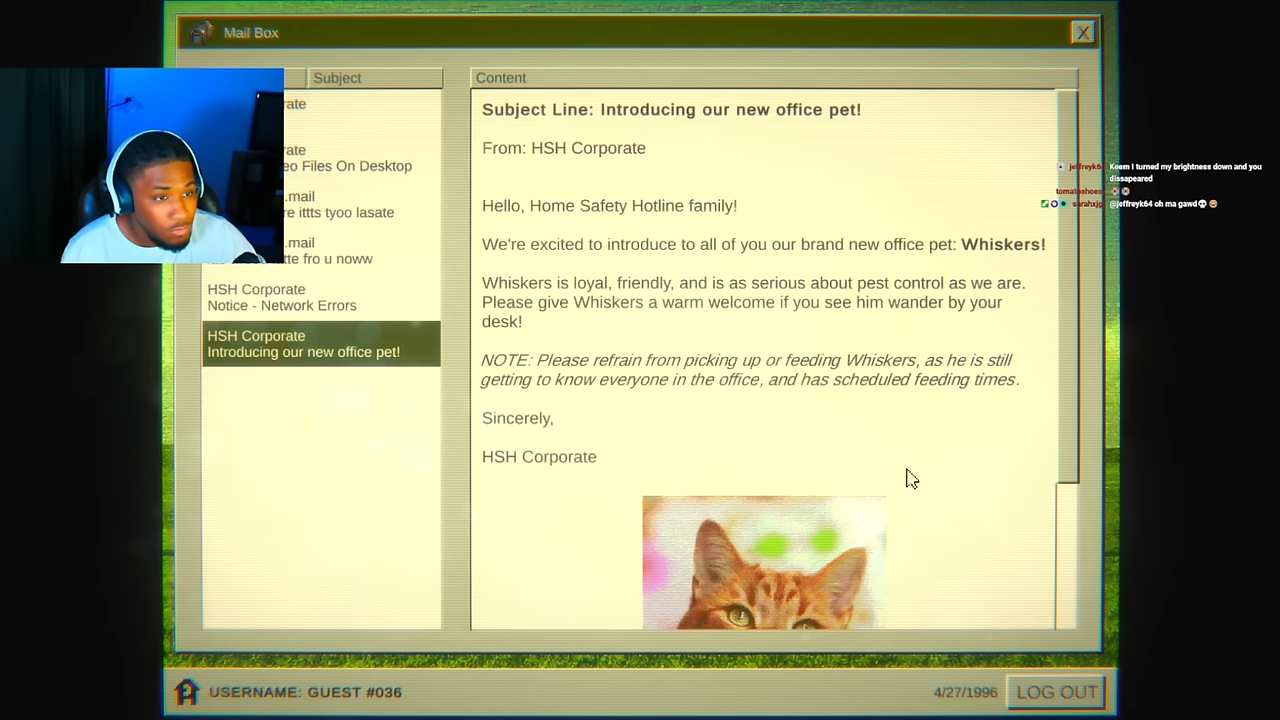 Mail Box
X
Subject
Content
Subject Line: Introducing our new office pet!
From: HSH Corporate
Hello, Home Safety Hotline family!
We're excited to introduce to all of you our brand new office pet: Whiskers!
Whiskers is loyal, friendly, and is as serious about pest control as we are.
Please give Whiskers a warm welcome if you see him wander by your
desk!
NOTE: Please refrain from picking up or feeding Whiskers, as he is still
getting to know everyone in the office, and has scheduled feeding times.
Sincerely,
HSH Corporate
rate
rate
eo Files On Desktop
.mail
re ittts tyoo lasate
.mail
tte fro u noww
HSH Corporate
Notice - Network Errors
HSH Corporate
Introducing our new office pet!
jeffreyk64 Keem I turned my brightness down and you
dissapeared
tomatoshoes
sarahxjg @jeffreyk64 oh ma gawd
USERNAME: GUEST #036
4/27/1996
LOG OUT